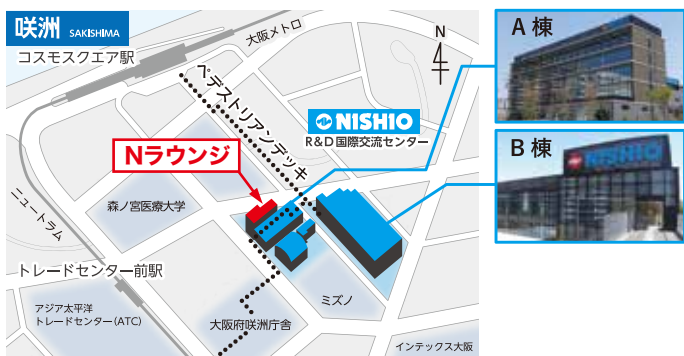 咲洲 SAKISHIMA
コスモスクエア駅
大阪メトロ
N
A棟
ペデストリアンデッキ
NISHIO
R&D国際交流センター
Nラウンジ
B棟
NISHIO
ニュートラム
森ノ宮医療大学
トレードセンター前駅
ミズノ
アジア太平洋
トレードセンター(ATC)
大阪府咲洲庁舎
インテックス大阪